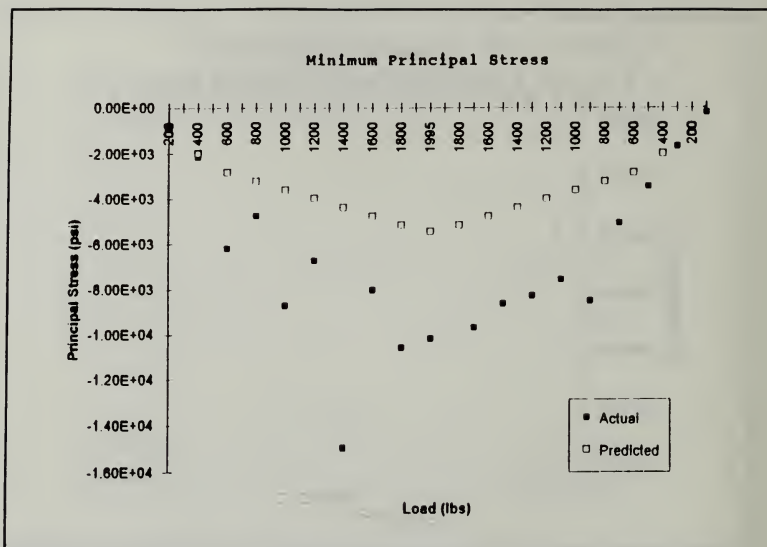 Minimum Principal Stress
0.00E+00
-2.00E+03
-4.00E+03
-6.00E+03
-8.00E+03
-1.00E+04
-1.20E+04
-1.40E+04
-1.60E+04
Principal Stress (psi)
200 400 600 800 1000 1200 1400 1600 1800 1995 1800 1600 1400 1200 1000 800 600 400 200
Actual
Predicted
Load (lbs)